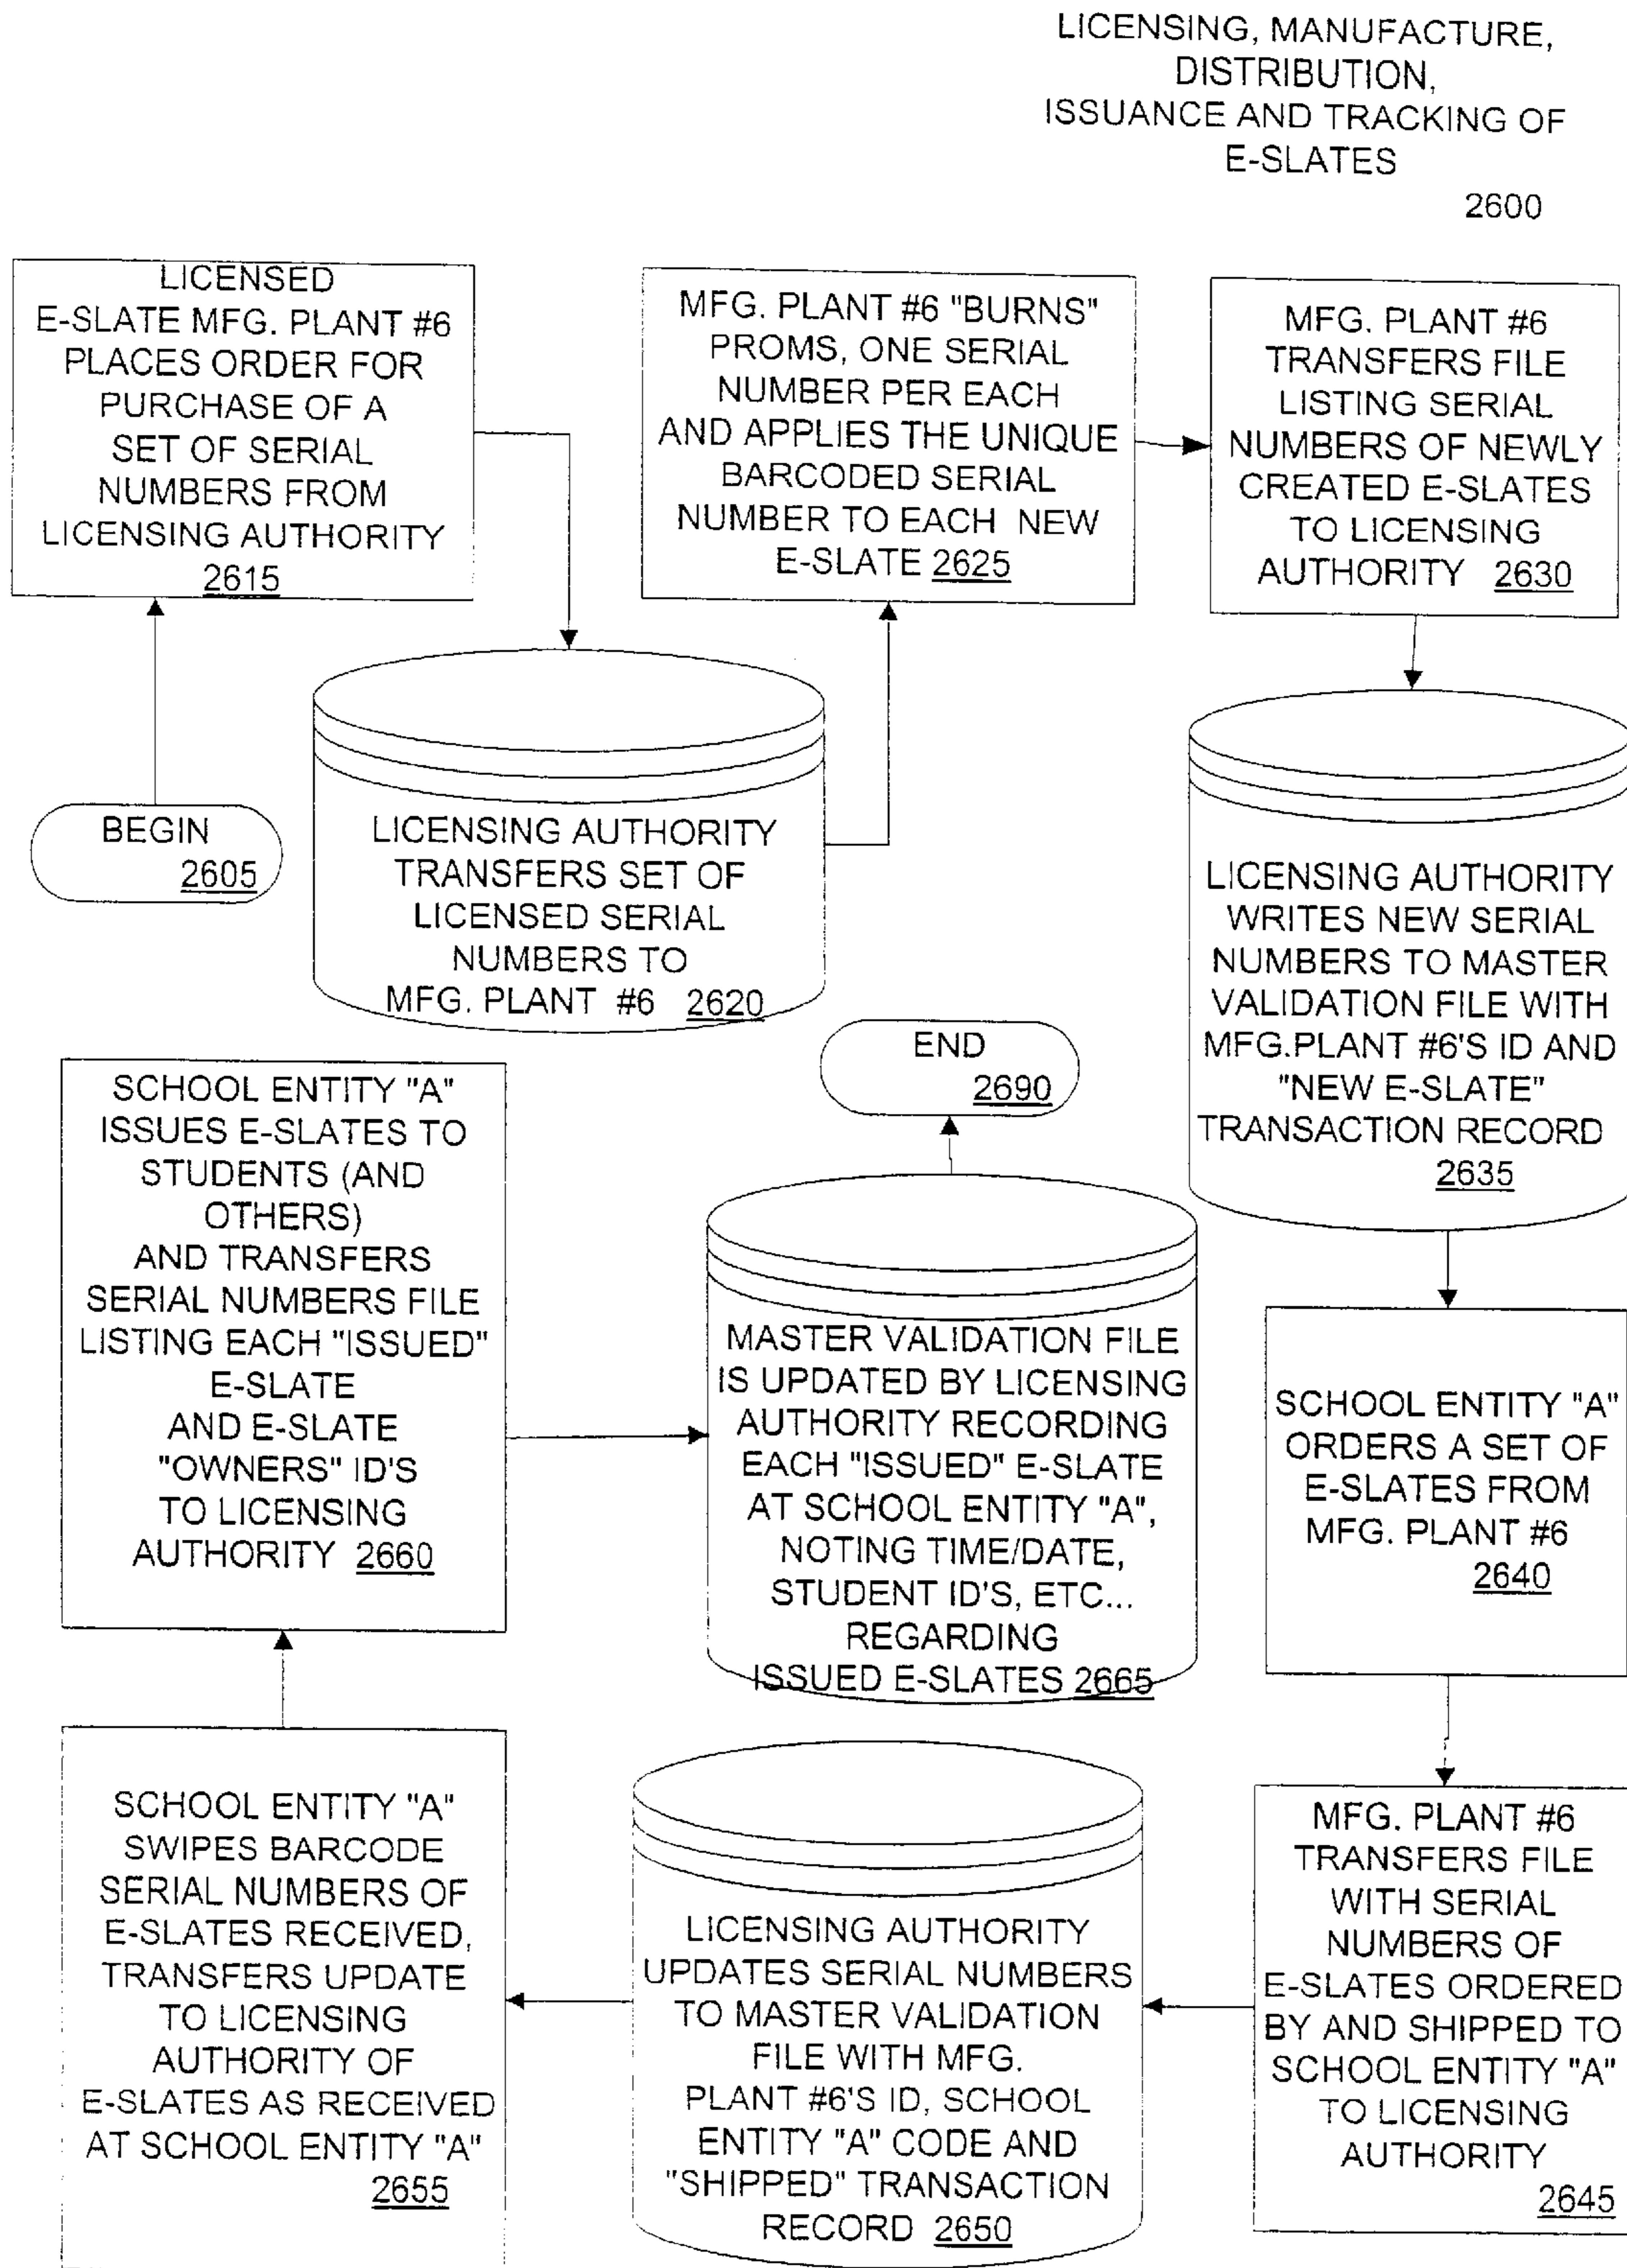 LICENSING, MANUFACTURE,
DISTRIBUTION,
ISSUANCE AND TRACKING OF
E-SLATES
2600
LICENSED
E-SLATE MFG. PLANT #6
PLACES ORDER FOR
PURCHASE OF A
SET OF SERIAL
NUMBERS FROM
LICENSING AUTHORITY
2615
MFG. PLANT #6 "BURNS"
PROMS, ONE SERIAL
NUMBER PER EACH
AND APPLIES THE UNIQUE
BARCODED SERIAL
NUMBER TO EACH NEW
E-SLATE 2625
MFG. PLANT #6
TRANSFERS FILE
LISTING SERIAL
NUMBERS OF NEWLY
CREATED E-SLATES
TO LICENSING
AUTHORITY 2630
BEGIN
2605
LICENSING AUTHORITY
TRANSFERS SET OF
LICENSED SERIAL
NUMBERS TO
MFG. PLANT #6 2620
LICENSING AUTHORITY
WRITES NEW SERIAL
NUMBERS TO MASTER
VALIDATION FILE WITH
MFG.PLANT #6'S ID AND
"NEW E-SLATE"
TRANSACTION RECORD
2635
END
2690
SCHOOL ENTITY "A"
ISSUES E-SLATES TO
STUDENTS (AND
OTHERS)
AND TRANSFERS
SERIAL NUMBERS FILE
LISTING EACH "ISSUED"
E-SLATE
AND E-SLATE
"OWNERS" ID'S
TO LICENSING
AUTHORITY 2660
MASTER VALIDATION FILE
IS UPDATED BY LICENSING
AUTHORITY RECORDING
EACH "ISSUED" E-SLATE
AT SCHOOL ENTITY "A",
NOTING TIME/DATE,
STUDENT ID'S, ETC...
REGARDING
ISSUED E-SLATES 2665
SCHOOL ENTITY "A"
ORDERS A SET OF
E-SLATES FROM
MFG. PLANT #6
2640
SCHOOL ENTITY "A"
SWIPES BARCODE
SERIAL NUMBERS OF
E-SLATES RECEIVED,
TRANSFERS UPDATE
TO LICENSING
AUTHORITY OF
E-SLATES AS RECEIVED
AT SCHOOL ENTITY "A"
2655
LICENSING AUTHORITY
UPDATES SERIAL NUMBERS
TO MASTER VALIDATION
FILE WITH MFG.
PLANT #6'S ID, SCHOOL
ENTITY "A" CODE AND
"SHIPPED" TRANSACTION
RECORD 2650
MFG. PLANT #6
TRANSFERS FILE
WITH SERIAL
NUMBERS OF
E-SLATES ORDERED
BY AND SHIPPED TO
SCHOOL ENTITY "A"
TO LICENSING
AUTHORITY
2645